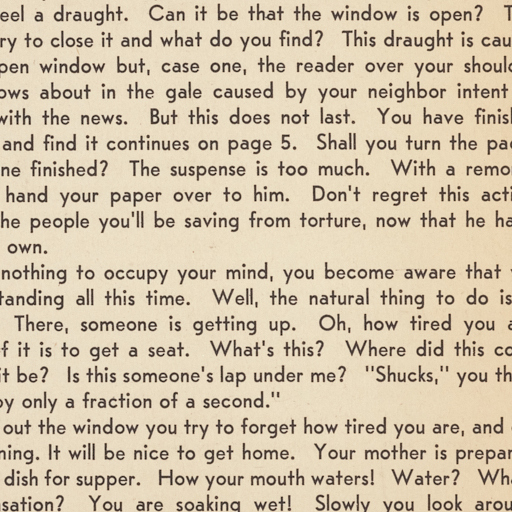 eel a draught. Can it be that the window is open? T
ry to close it and what do you find? This draught is cau
pen window but, case one, the reader over your shoul
ows about in the gale caused by your neighbor intent
with the news. But this does not last. You have finis
and find it continues on page 5. Shall you turn the pa
ne finished? The suspense is too much. With a remo
hand your paper over to him. Don't regret this acti
he people you'll be saving from torture, now that he ha
own.
nothing to occupy your mind, you become aware that
tanding all this time. Well, the natural thing to do is
There, someone is getting up. Oh, how tired you a
f it is to get a seat. What's this? Where did this co
it be? Is this someone's lap under me? "Shucks," you th
by only a fraction of a second."
out the window you try to forget how tired you are, and
ning. It will be nice to get home. Your mother is prepar
dish for supper. How your mouth waters! Water? Wha
nsation? You are soaking wet! Slowly you look arou